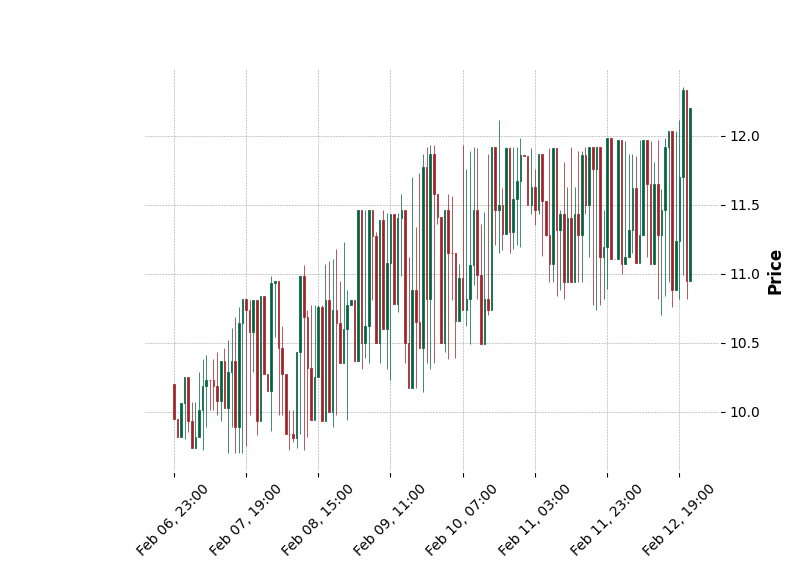 12.0
11.5
11.0
10.5
10.0
Price
Feb 06, 23:00
Feb 07, 19:00
Feb 08, 15:00
Feb 09, 11:00
Feb 10, 07:00
Feb 11, 03:00
Feb 11, 23:00
Feb 12, 19:00